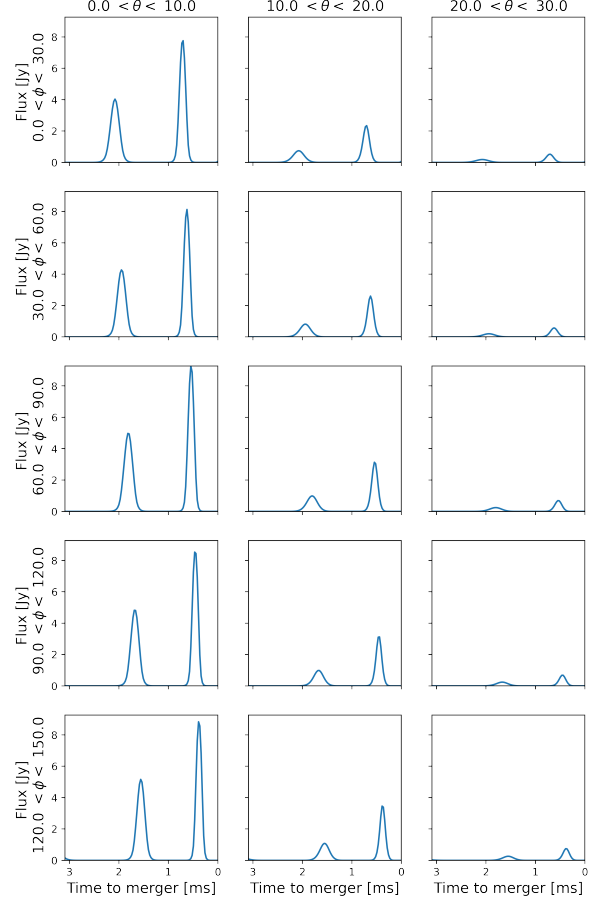 0.0 < θ < 10.0
10.0 < θ < 20.0
20.0 < θ < 30.0
Flux [Jy]
0.0 < ϕ < 30.0
8
6
4
2
0
Flux [Jy]
30.0 < ϕ < 60.0
8
6
4
2
0
Flux [Jy]
60.0 < ϕ < 90.0
8
6
4
2
0
Flux [Jy]
90.0 < ϕ < 120.0
8
6
4
2
0
Flux [Jy]
120.0 < ϕ < 150.0
8
6
4
2
0
3 2 1 0
3 2 1 0
3 2 1 0
Time to merger [ms]
Time to merger [ms]
Time to merger [ms]